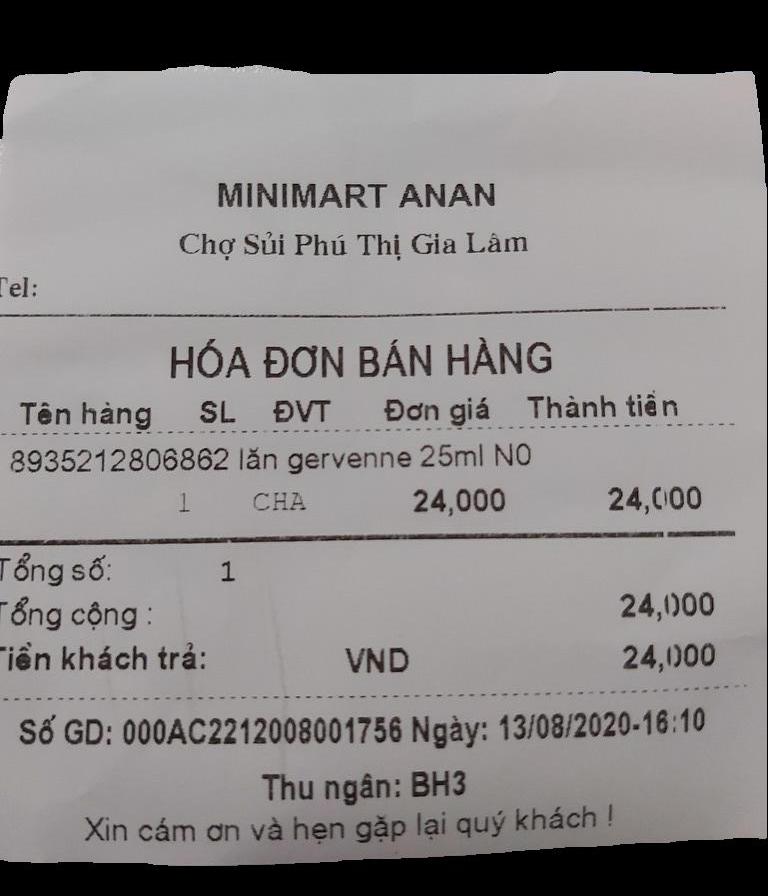 MINIMART ANAN
Chợ Sủi Phú Thị Gia Lâm
Tel:
HÓA ĐƠN BÁN HÀNG
Tên hàng SL ĐVT Đơn giá Thành tiền
8935212806862 lăn gervenne 25ml N0
1 CHA 24,000 24,000
Tổng số: 1
Tổng cộng : 24,000
Tiền khách trả: VND 24,000
Số GD: 000AC2212008001756 Ngày: 13/08/2020-16:10
Thu ngân: BH3
Xin cám ơn và hẹn gặp lại quý khách !